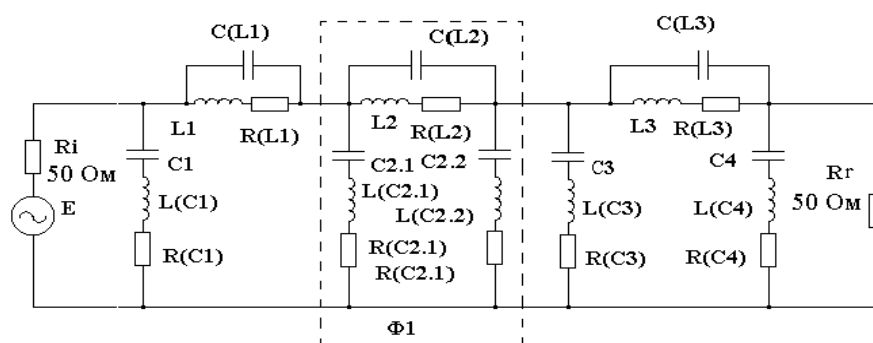 C(L1)
C(L2)
C(L3)
L1
R(L1)
L2
R(L2)
L3
R(L3)
Ri
50 Ом
E
C1
L(C1)
R(C1)
C2.1
L(C2.1)
R(C2.1)
C2.2
L(C2.2)
R(C2.1)
C3
L(C3)
R(C3)
C4
L(C4)
R(C4)
Rг
50 Ом
Ф1